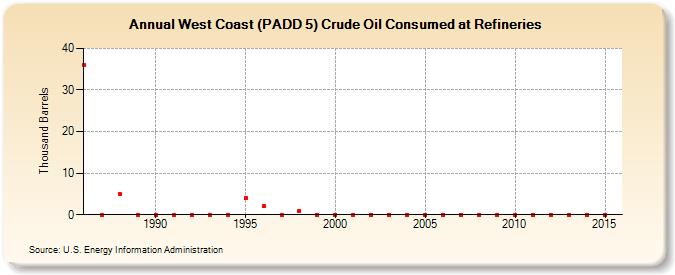 Annual West Coast (PADD 5) Crude Oil Consumed at Refineries
Thousand Barrels
40
30
20
10
0
1990 1995 2000 2005 2010 2015
Source: U.S. Energy Information Administration